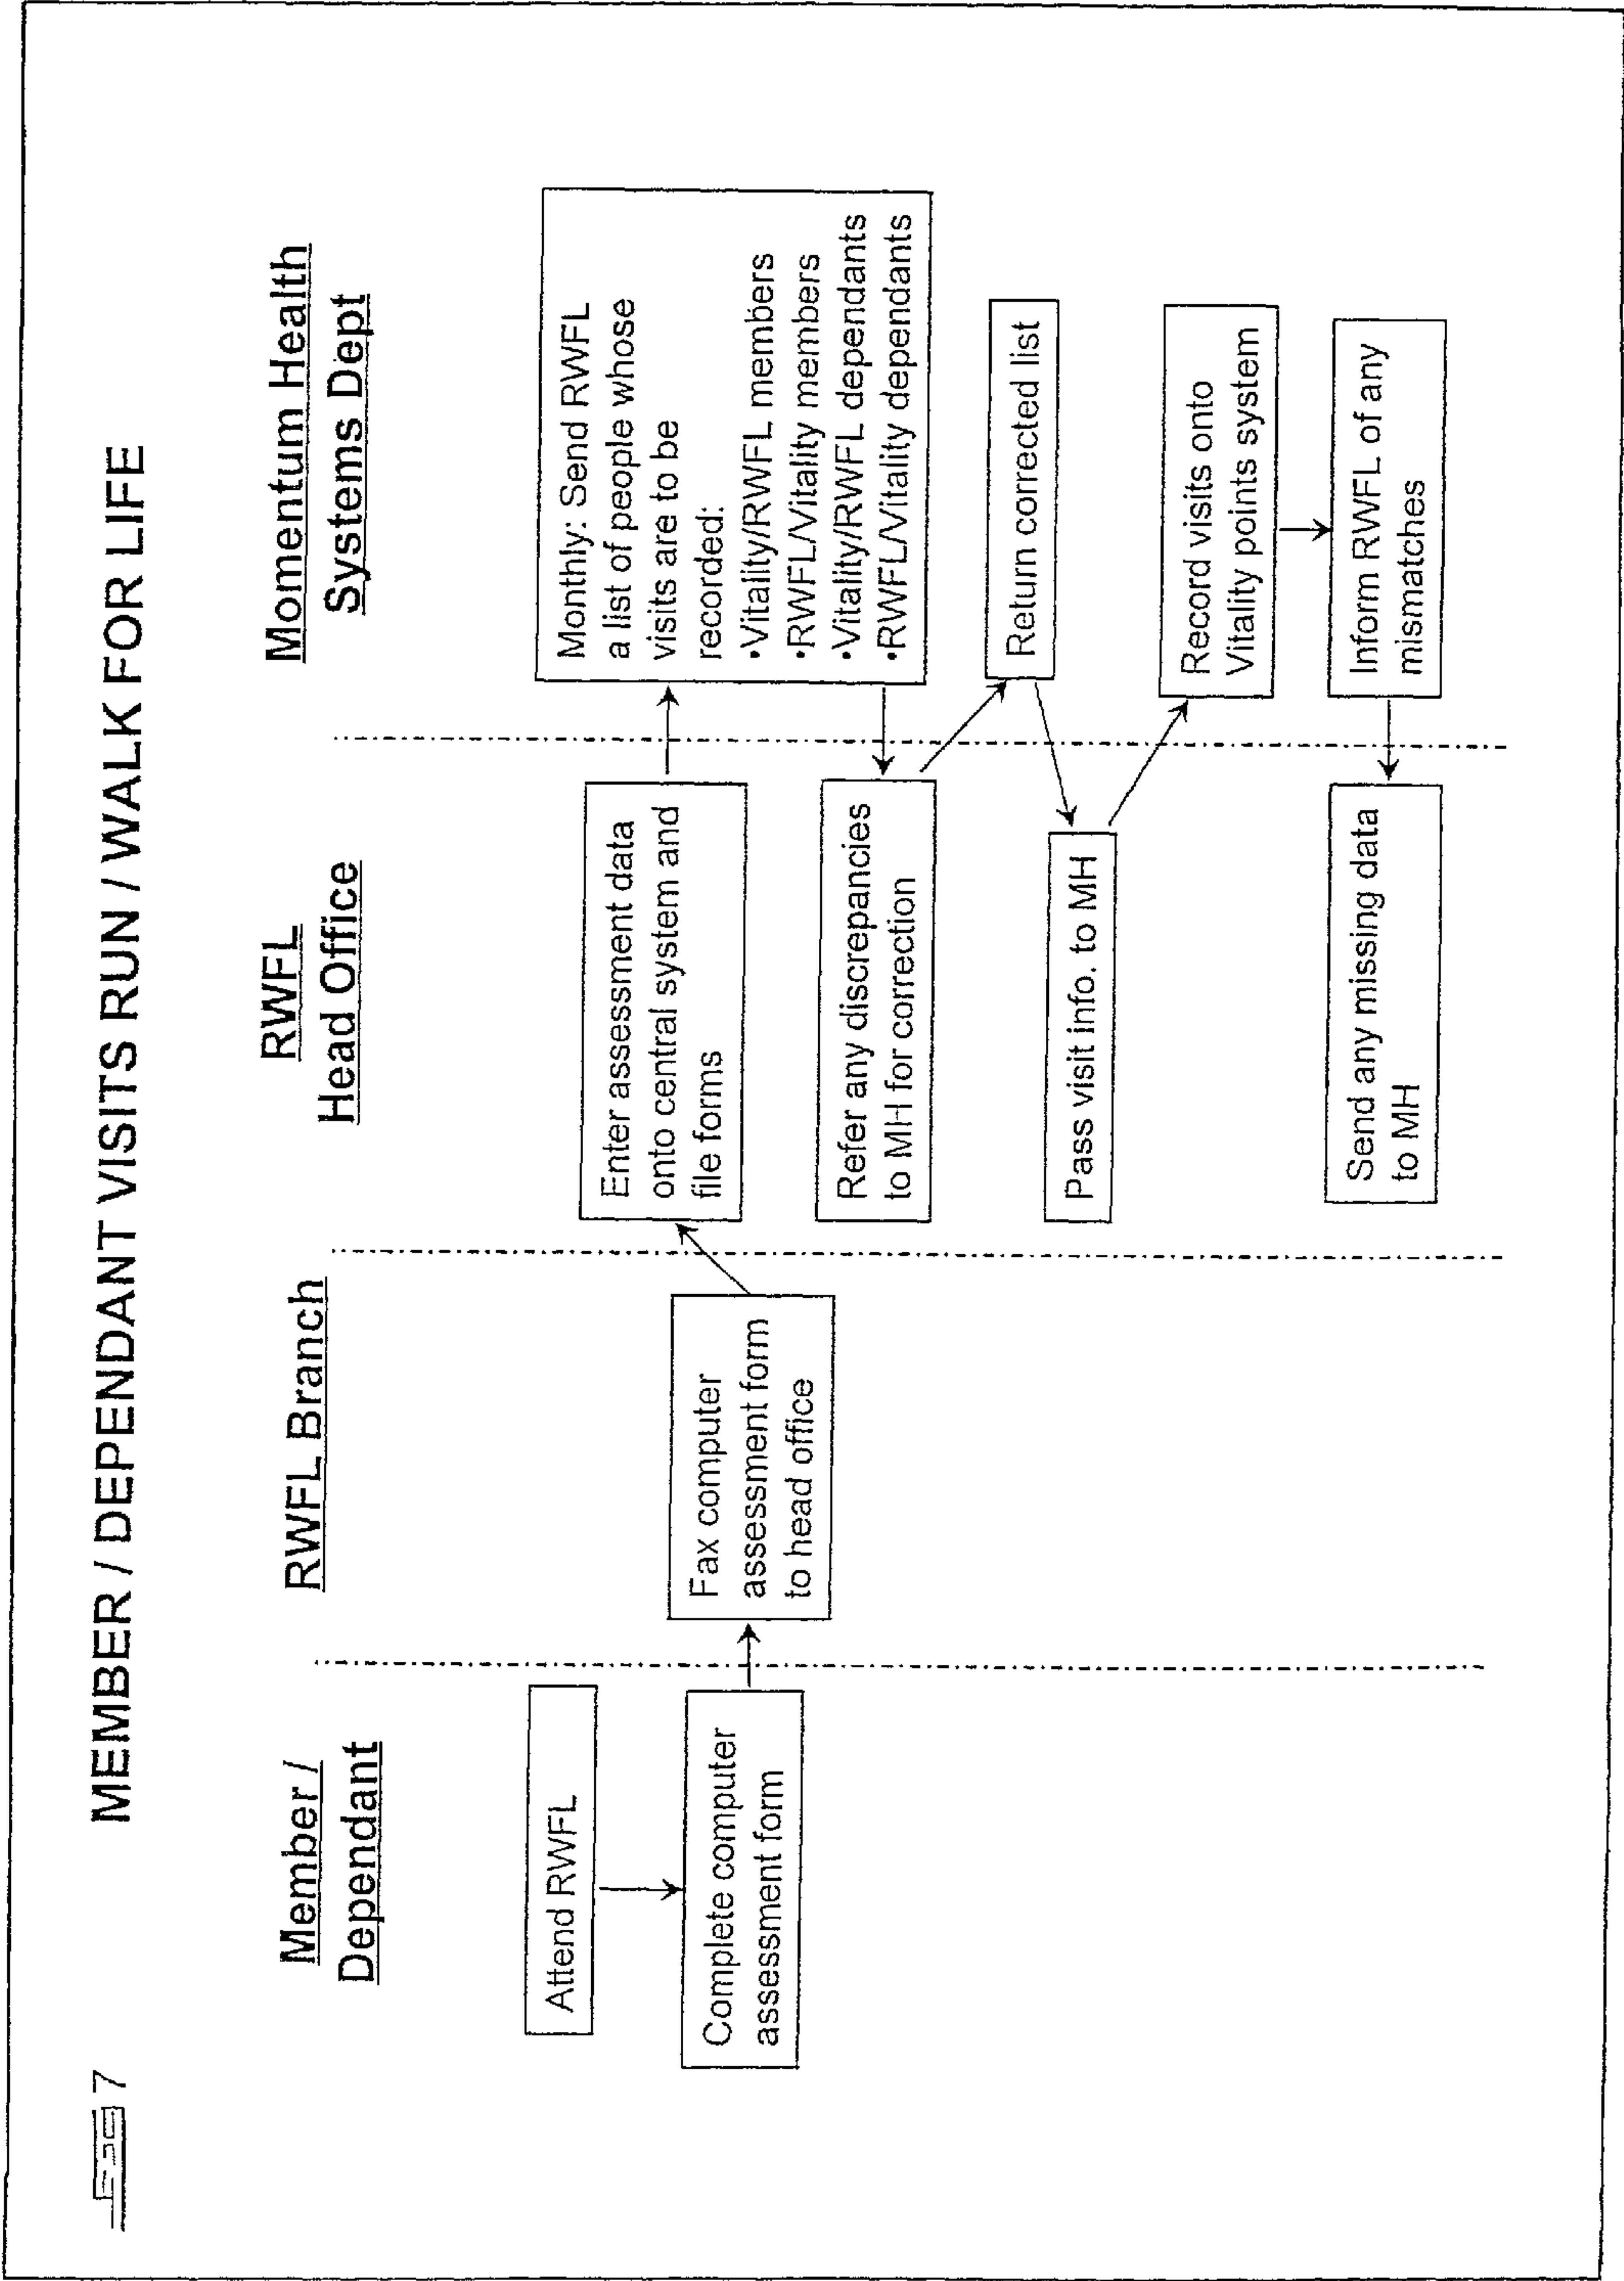 FIG 7
MEMBER / DEPENDANT VISITS RUN / WALK FOR LIFE
Member /
Dependant
RWFL Branch
RWFL
Head Office
Momentum Health
Systems Dept
Attend RWFL
Complete computer
assessment form
Fax computer
assessment form
to head office
Enter assessment data
onto central system and
file forms
Monthly: Send RWFL
a list of people whose
visits are to be
recorded:
•Vitality/RWFL members
•RWFL/Vitality members
•Vitality/RWFL dependants
•RWFL/Vitality dependants
Refer any discrepancies
to MH for correction
Return corrected list
Pass visit info. to MH
Record visits onto
Vitality points system
Inform RWFL of any
mismatches
Send any missing data
to MH